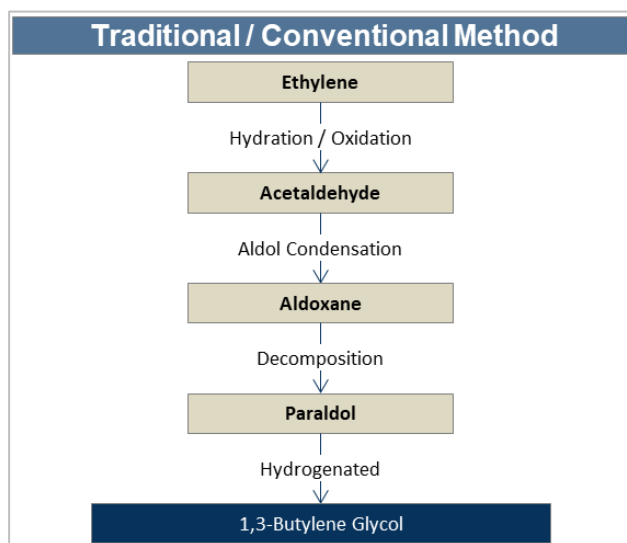 Traditional / Conventional Method
Ethylene
Hydration / Oxidation
Acetaldehyde
Aldol Condensation
Aldoxane
Decomposition
Paraldol
Hydrogenated
1,3-Butylene Glycol